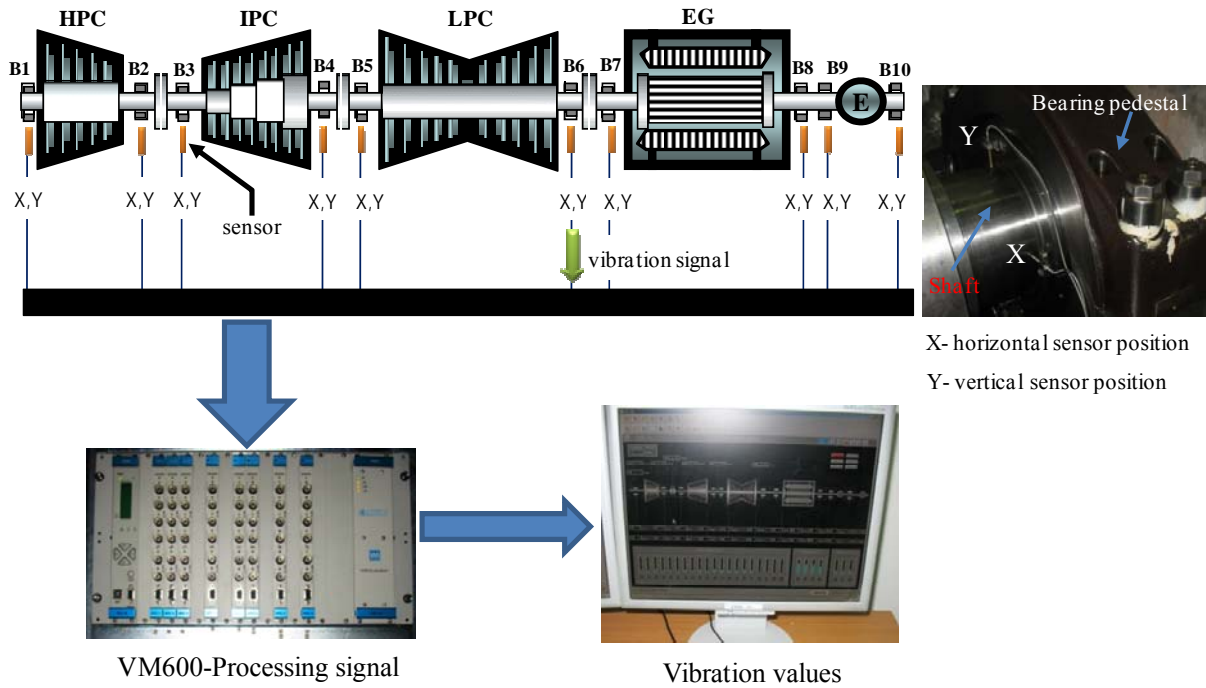 HPC
IPC
LPC
EG
B1
B2
B3
B4
B5
B6
B7
B8
B9
B10
E
X,Y
X,Y
X,Y
X,Y
X,Y
X,Y
X,Y
X,Y
X,Y
X,Y
sensor
vibration signal
Bearing pedestal
Y
X
Shaft
X- horizontal sensor position
Y- vertical sensor position
VM600-Processing signal
Vibration values